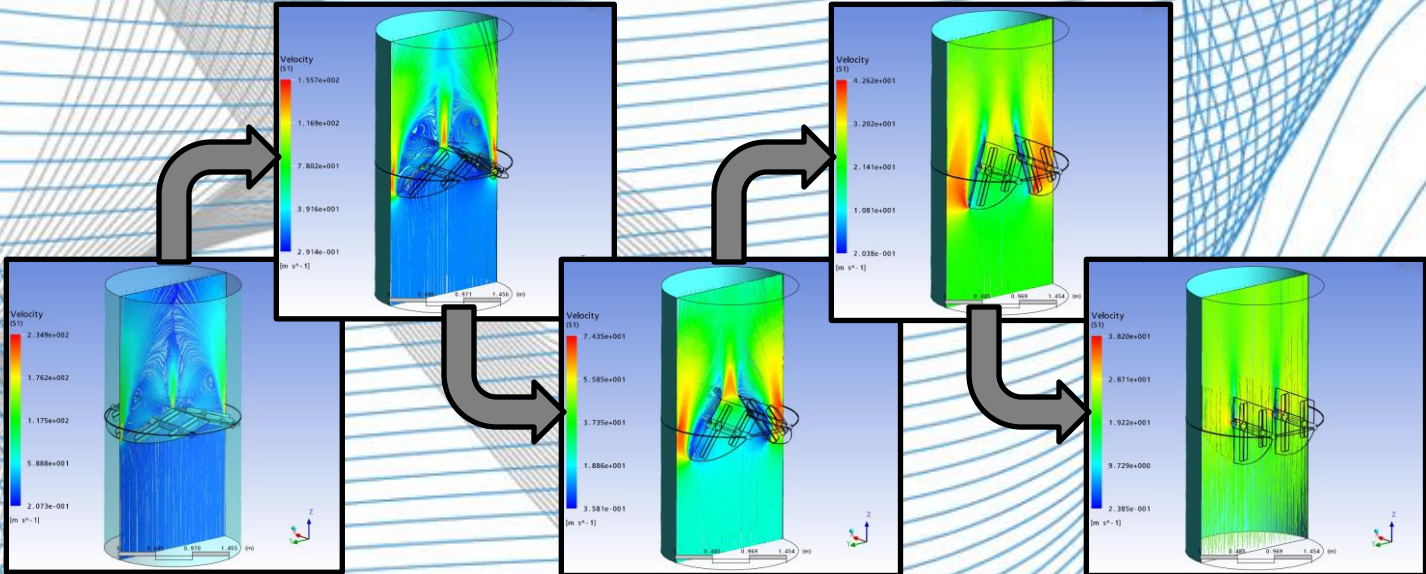 Velocity
(S1)
2.349e+002
1.762e+002
1.175e+002
5.888e+001
2.073e-001
[m s^-1]
0.970
1.455
(m)
Z
Y
Velocity
(S1)
1.557e+002
1.169e+002
7.802e+001
3.916e+001
2.914e-001
[m s^-1]
0.971
1.456
(m)
Velocity
(S1)
7.435e+001
5.585e+001
3.735e+001
1.886e+001
3.581e-001
[m s^-1]
0.485
0.969
1.454
(m)
Z
Y
Velocity
(S1)
4.262e+001
3.202e+001
2.141e+001
1.081e+001
2.038e-001
[m s^-1]
0.485
0.969
1.454
(m)
Velocity
(S1)
3.820e+001
2.871e+001
1.922e+001
9.729e+000
2.385e-001
[m s^-1]
0
0.485
0.969
1.454
(m)
Z
Y